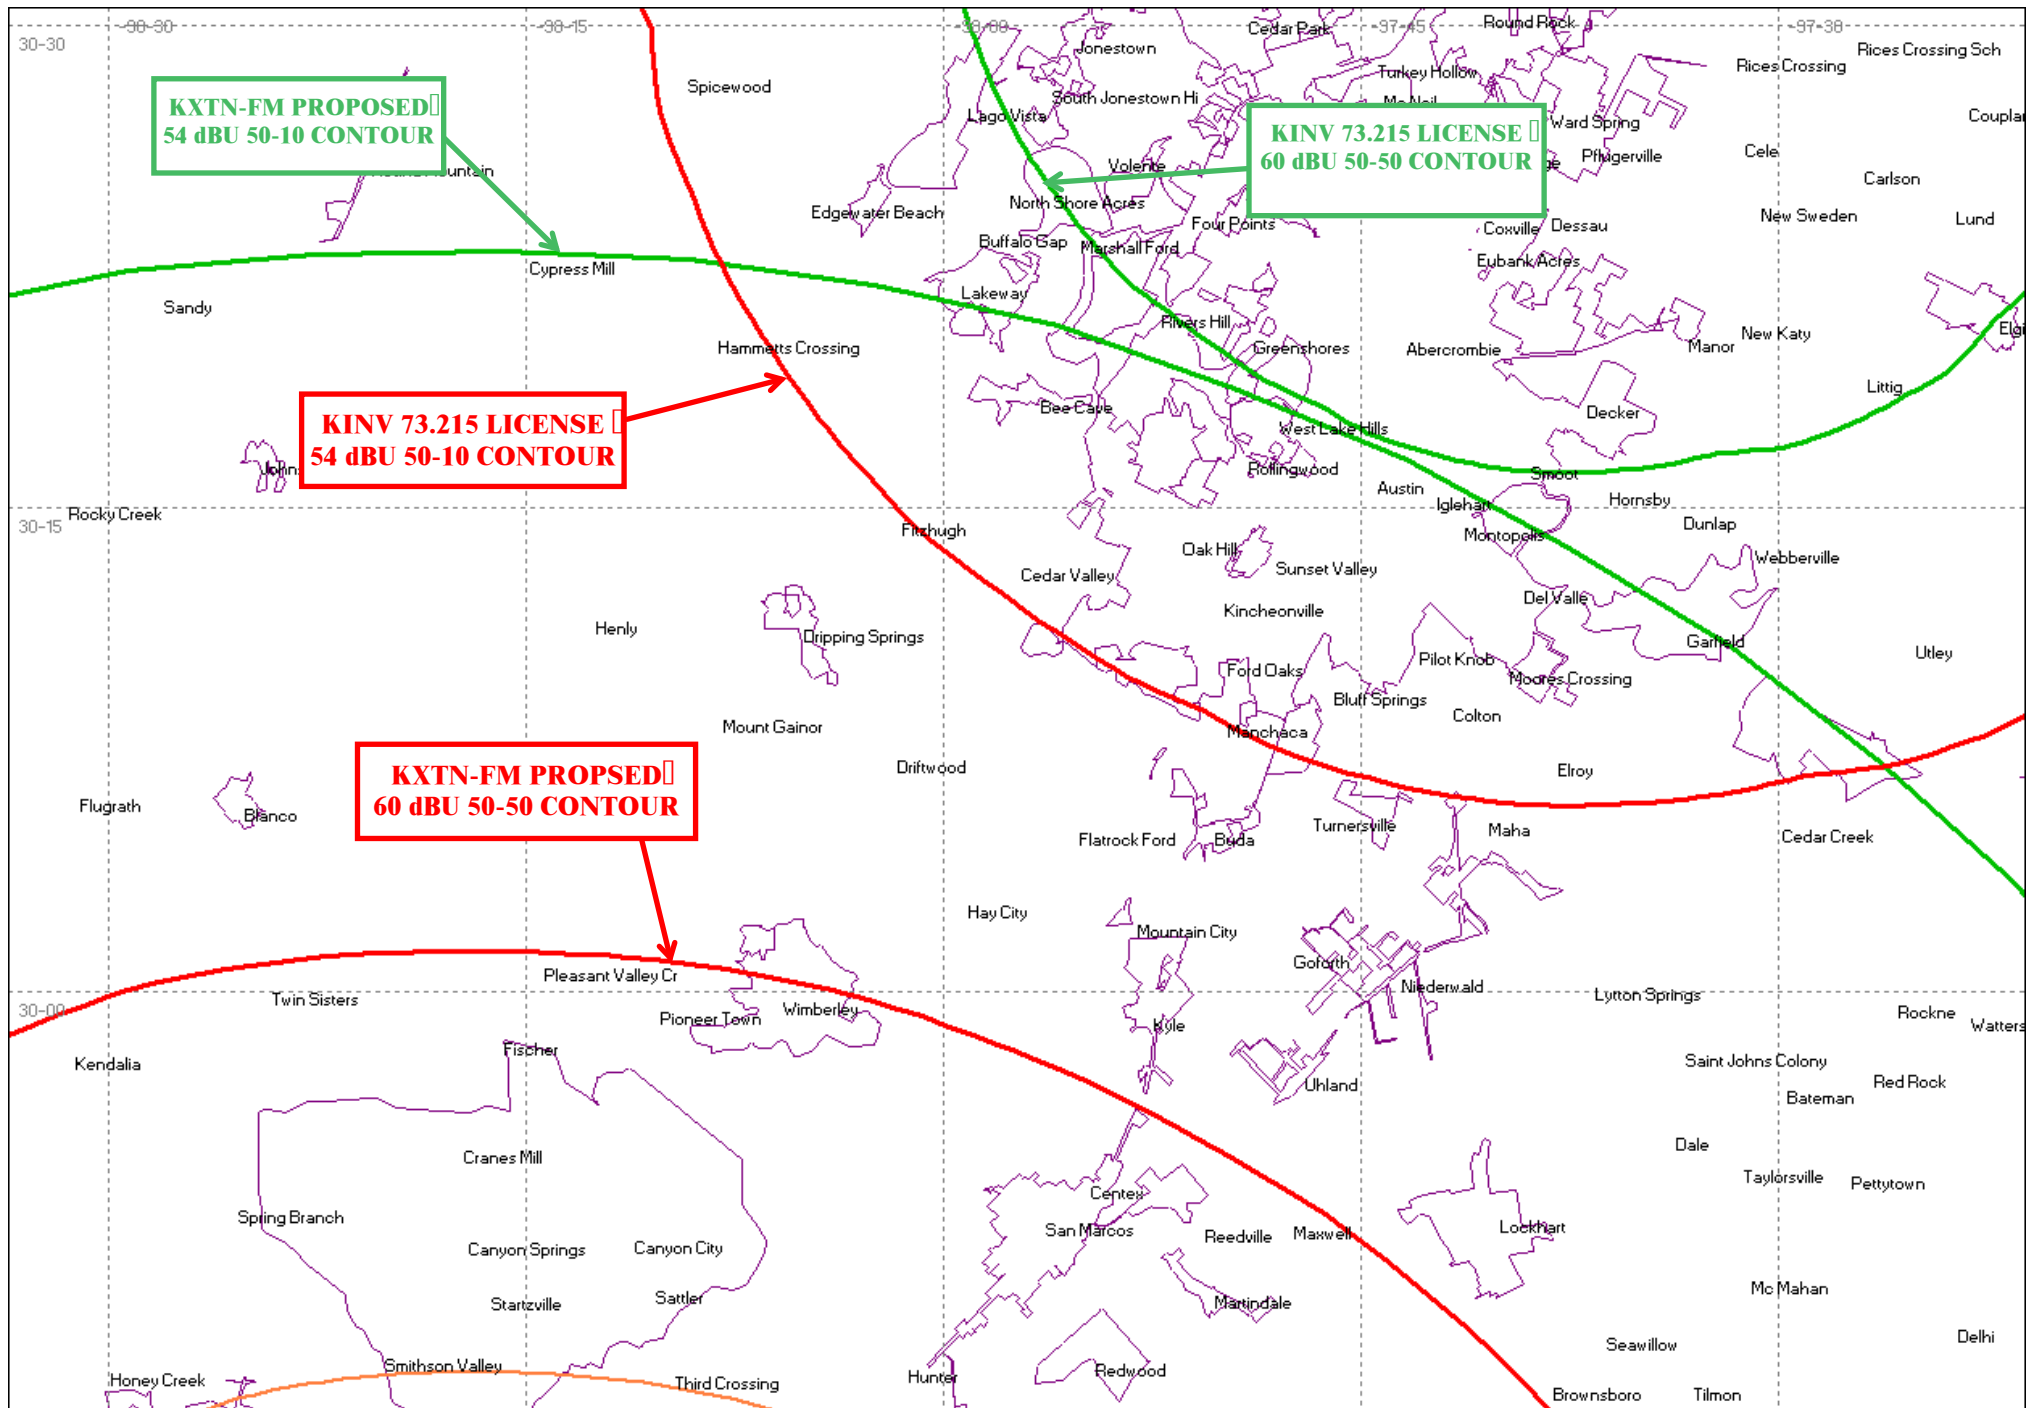 30-30
-98-30
-98-15
-98-00
-97-45
-97-30
Jonestown
Cedar Park
Round Rock
Rices Crossing Sch
Rices Crossing
Turkey Hollow
Spicewood
South Jonestown Hi
Mc Neil
Lago Vista
Couplan
KXTN-FM PROPOSED
54 dBU 50-10 CONTOUR
KINV 73.215 LICENSE
60 dBU 50-50 CONTOUR
Ward Spring
Pflugerville
Cele
Carlson
Round Mountain
Volente
North Shore Acres
Edgewater Beach
Four Points
Coxville
Dessau
New Sweden
Lund
Buffalo Gap
Marshall Ford
Eubank Acres
Cypress Mill
Sandy
Lakeway
Rivers Hill
Greenshores
Abercrombie
Manor
New Katy
Elgi
Hammetts Crossing
Littig
KINV 73.215 LICENSE
54 dBU 50-10 CONTOUR
Bee Cave
Decker
West Lake Hills
Johns
Rollingwood
Smoot
Austin
Iglehart
Hornsby
30-15
Rocky Creek
Fitzhugh
Dunlap
Montopolis
Oak Hill
Sunset Valley
Webberville
Cedar Valley
Kincheonville
Del Valle
Henly
Dripping Springs
Garfield
Utley
Ford Oaks
Pilot Knob
Moores Crossing
Bluff Springs
Colton
Mount Gainor
Manchaca
Driftwood
Elroy
KXTN-FM PROPSED
60 dBU 50-50 CONTOUR
Flugrath
Blanco
Flatrock Ford
Buda
Turnersville
Maha
Cedar Creek
Hay City
Mountain City
Goforth
Pleasant Valley Cr
Niederwald
Lytton Springs
Twin Sisters
30-00
Wimberley
Pioneer Town
Kyle
Rockne
Watters
Kendalia
Fischer
Saint Johns Colony
Uhland
Red Rock
Bateman
Cranes Mill
Dale
Taylorsville
Pettytown
Centex
Spring Branch
San Marcos
Reedville
Maxwell
Lockhart
Canyon Springs
Canyon City
Startzville
Sattler
Martindale
Mc Mahan
Seawillow
Delhi
Smithson Valley
Honey Creek
Third Crossing
Hunter
Redwood
Brownsboro
Tilmon